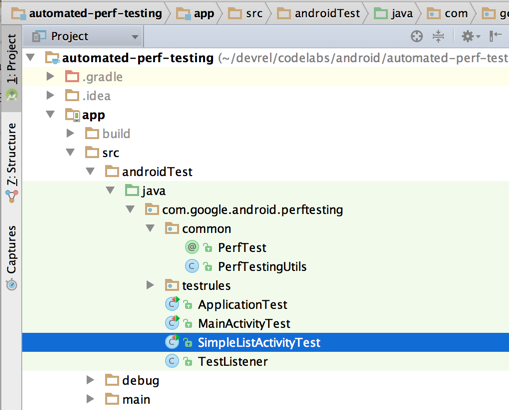 automated-perf-testing app src androidTest java com
1: Project
Project
automated-perf-testing (~/devrel/codelabs/android/automated-perf-test
.gradle
.idea
app
build
src
androidTest
java
com.google.android.perftesting
common
PerfTest
PerfTestingUtils
testrules
ApplicationTest
MainActivityTest
SimpleListActivityTest
TestListener
debug
main
Z: Structure
Captures